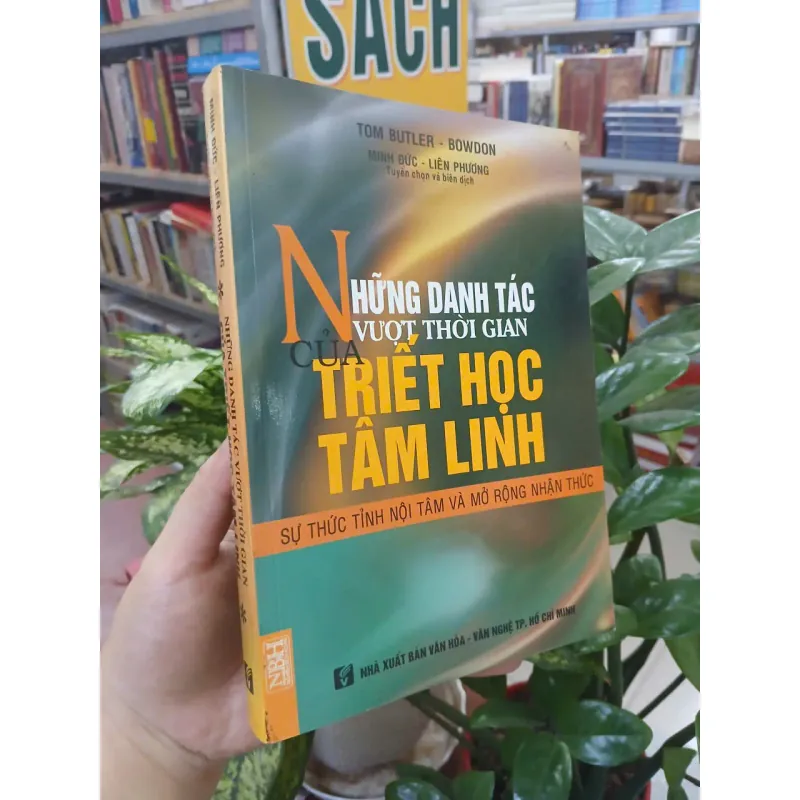 SÁCH
TOM BUTLER - BOWDON
MINH ĐỨC - LIÊN PHƯƠNG
Tuyển chọn và biên dịch
NHỮNG DANH TÁC
VƯỢT THỜI GIAN
CỦA
TRIẾT HỌC
TÂM LINH
SỰ THỨC TỈNH NỘI TÂM VÀ MỞ RỘNG NHẬN THỨC
NBH
NHÀ XUẤT BẢN VĂN HÓA - VĂN NGHỆ TP. HỒ CHÍ MINH
MINH ĐỨC - LIÊN PHƯƠNG * NHỮNG DANH TÁC VƯỢT THỜI GIAN